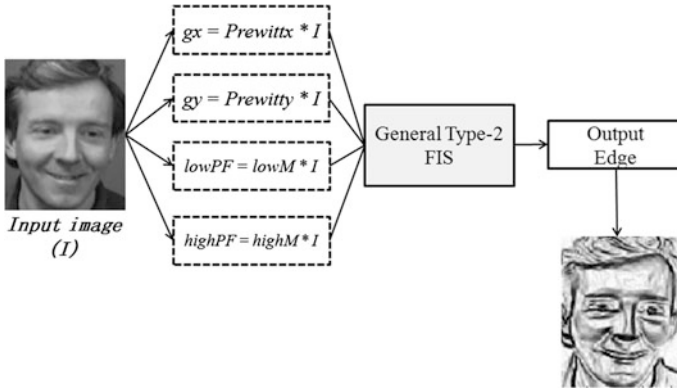 gx = Prewittx * I
gy = Prewitty * I
lowPF = lowM * I
highPF = highM * I
Input image
(I)
General Type-2
FIS
Output
Edge